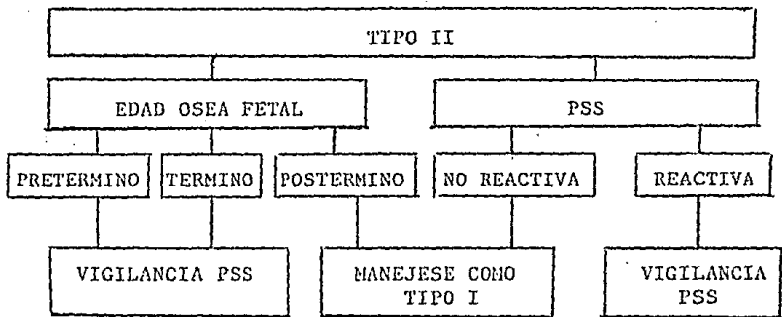 TIPO II
EDAD OSEA FETAL
PSS
PRETERMINO
TERMINO
POSTERMINO
NO REACTIVA
REACTIVA
VIGILANCIA PSS
MANEJESE COMO
TIPO I
VIGILANCIA
PSS